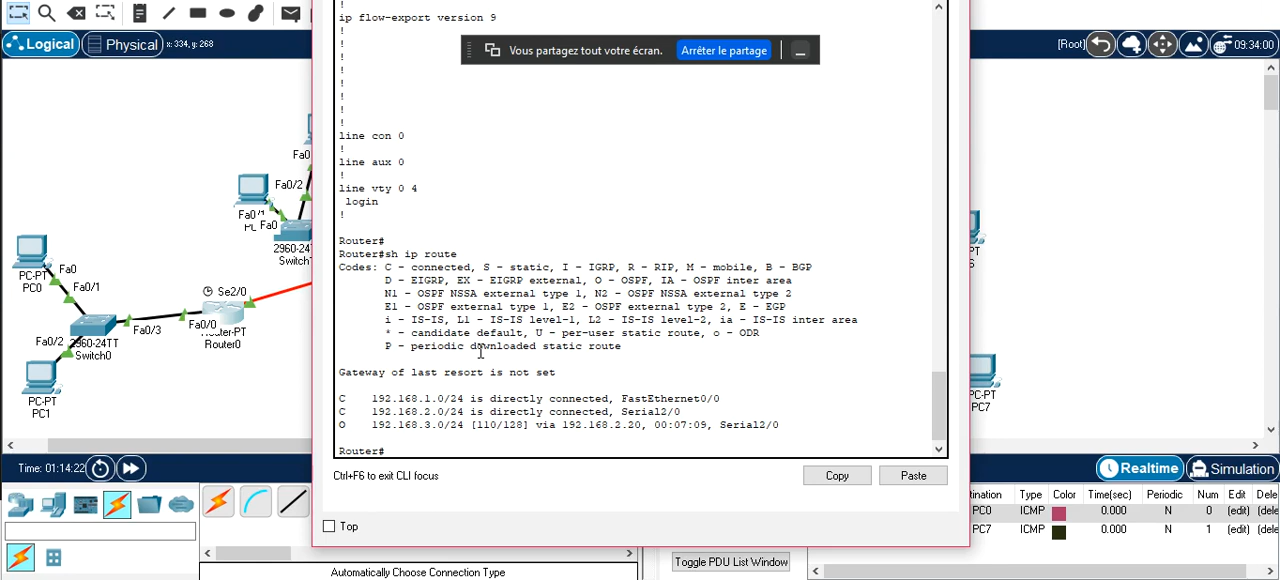 Logical
Physical
x: 334, y: 268
[Root]
09:34:00
!
ip flow-export version 9
!
!
!
!
!
!
!
!
Vous partagez tout votre écran.
Arrêter le partage
line con 0
!
line aux 0
!
line vty 0 4
login
!
Router#
Router#sh ip route
Codes: C - connected, S - static, I - IGRP, R - RIP, M - mobile, B - BGP
D - EIGRP, EX - EIGRP external, O - OSPF, IA - OSPF inter area
N1 - OSPF NSSA external type 1, N2 - OSPF NSSA external type 2
E1 - OSPF external type 1, E2 - OSPF external type 2, E - EGP
i - IS-IS, L1 - IS-IS level-1, L2 - IS-IS level-2, ia - IS-IS inter area
* - candidate default, U - per-user static route, o - ODR
P - periodic downloaded static route
Gateway of last resort is not set
C 192.168.1.0/24 is directly connected, FastEthernet0/0
C 192.168.2.0/24 is directly connected, Serial2/0
O 192.168.3.0/24 [110/128] via 192.168.2.20, 00:07:09, Serial2/0
Router#
Ctrl+F6 to exit CLI focus
Copy
Paste
Top
Fa0
Fa0/2
Fa0
2960-24TT
PC-PT
PC0
Fa0
Fa0/1
Se2/0
Fa0/3
Fa0/0
Router-PT
Router0
Fa0/2
2960-24TT
Switch0
PC-PT
PC1
PC-PT
PC7
Time: 01:14:22
Realtime
Simulation
Type Color Time(sec) Periodic Num Edit
PC0 ICMP 0.000 N 0 (edit)
PC7 ICMP 0.000 N 1 (edit)
Toggle PDU List Window
Automatically Choose Connection Type